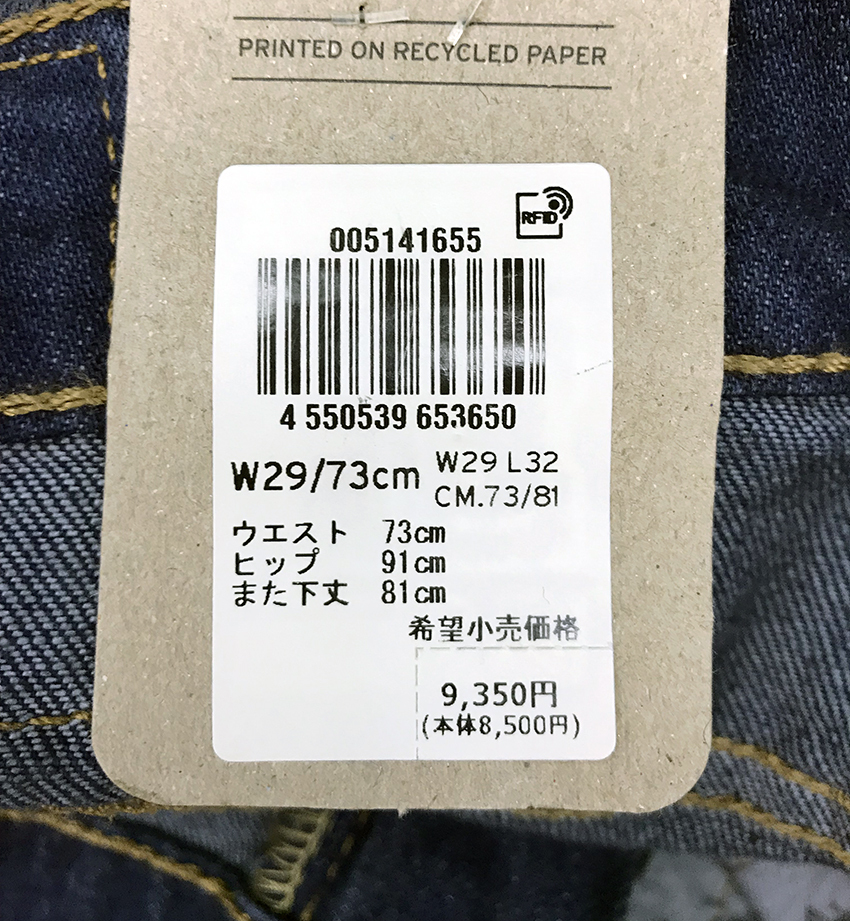 PRINTED ON RECYCLED PAPER
RFID
005141655
4 550539 653650
W29/73cm
W29 L32
CM.73/81
ウエスト 73cm
ヒップ 91cm
また下丈 81cm
希望小売価格
9,350円
(本体8,500円)